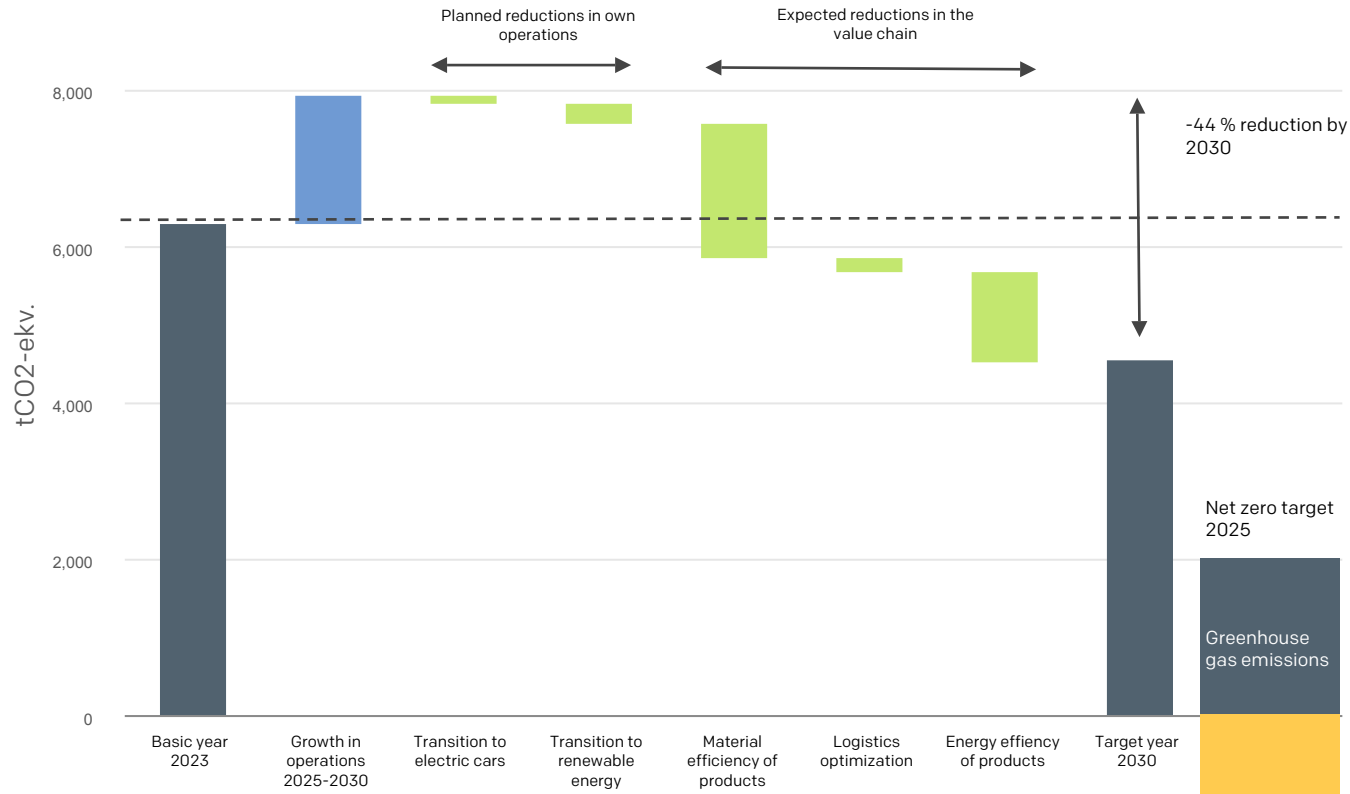 Planned reductions in own
operations
Expected reductions in the
value chain
8,000
6,000
4,000
2,000
0
tCO2-ekv.
-44 % reduction by
2030
Net zero target
2025
Greenhouse
gas emissions
Basic year
2023
Growth in
operations
2025-2030
Transition to
electric cars
Transition to
renewable
energy
Material
efficiency of
products
Logistics
optimization
Energy effiency
of products
Target year
2030